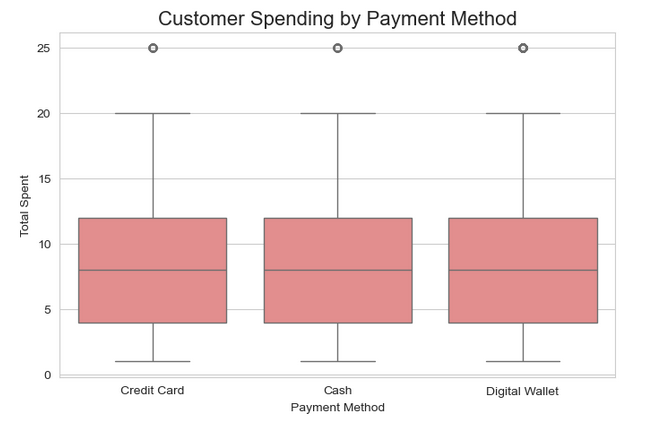 Customer Spending by Payment Method
Total Spent
25
20
15
10
5
0
Credit Card
Cash
Digital Wallet
Payment Method